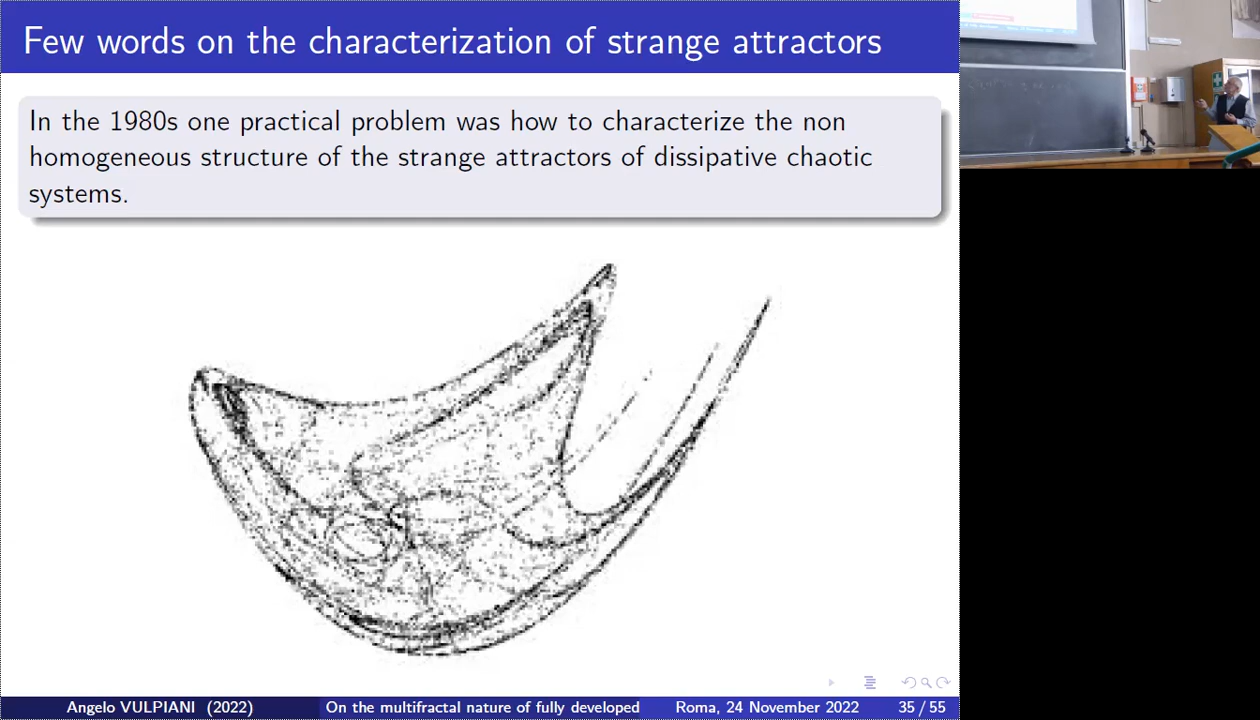 Few words on the characterization of strange attractors
In the 1980s one practical problem was how to characterize the non
homogeneous structure of the strange attractors of dissipative chaotic
systems.
Angelo VULPIANI (2022)
On the multifractal nature of fully developed
Roma, 24 November 2022
35 / 55